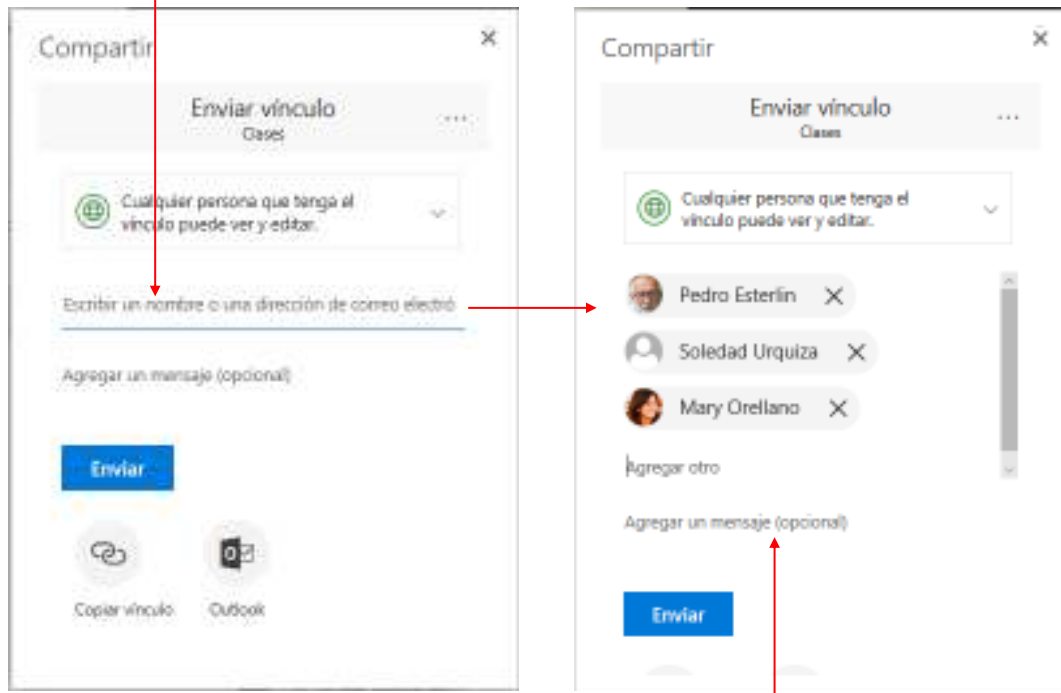 Compartir
Enviar vínculo
Clases
Cualquier persona que tenga el
vínculo puede ver y editar.
Escribir un nombre o una dirección de correo electró
Agregar un mensaje (opcional)
Enviar
Copiar vínculo
Outlook
Compartir
Enviar vínculo
Clases
Cualquier persona que tenga el
vínculo puede ver y editar.
Pedro Esterlin
Soledad Urquiza
Mary Orellano
Agregar otro
Agregar un mensaje (opcional)
Enviar